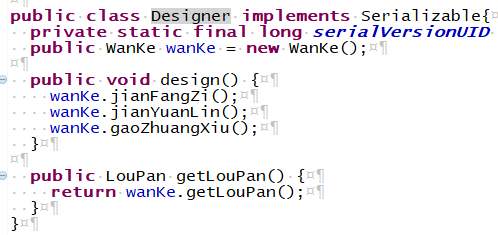 public class Designer implements Serializable{
private static final long serialVersionUID
public WanKe wanKe = new WanKe();
public void design() {
wanKe.jianFangZi();
wanKe.jianYuanLin();
wanKe.gaoZhuangXiu();
}
public LouPan getLouPan() {
return wanKe.getLouPan();
}
}